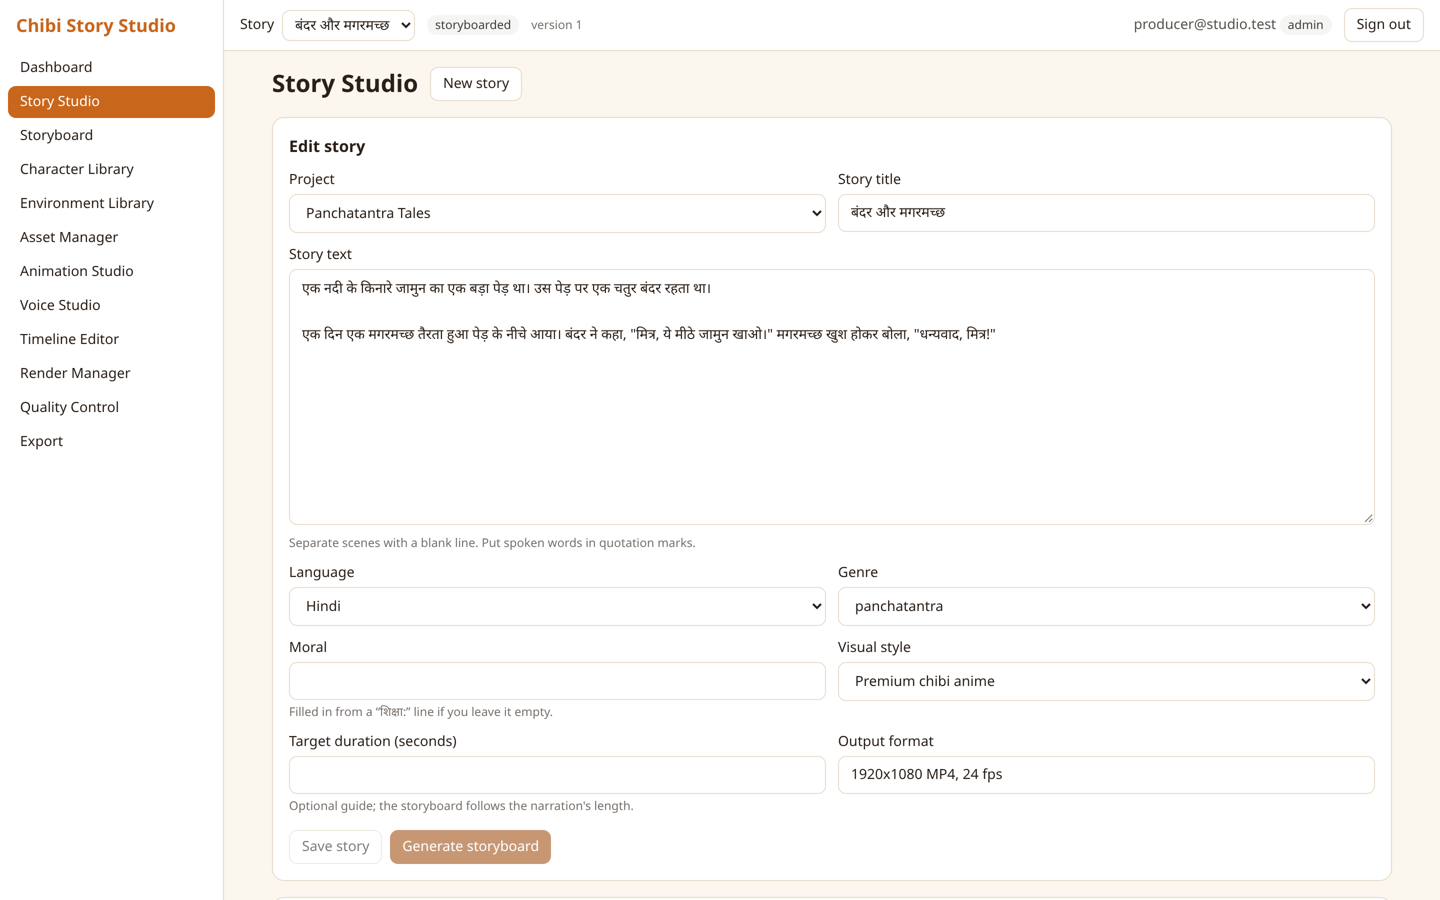 Chibi Story Studio
Dashboard
Story Studio
Storyboard
Character Library
Environment Library
Asset Manager
Animation Studio
Voice Studio
Timeline Editor
Render Manager
Quality Control
Export
Story बंदर और मगरमच्छ storyboarded version 1 producer@studio.test admin Sign out
Story Studio New story
Edit story
Project Story title
Panchatantra Tales बंदर और मगरमच्छ
Story text
एक नदी के किनारे जामुन का एक बड़ा पेड़ था। उस पेड़ पर एक चतुर बंदर रहता था।
एक दिन एक मगरमच्छ तैरता हुआ पेड़ के नीचे आया। बंदर ने कहा, "मित्र, ये मीठे जामुन खाओ।" मगरमच्छ खुश होकर बोला, "धन्यवाद, मित्र!"
Separate scenes with a blank line. Put spoken words in quotation marks.
Language Genre
Hindi panchatantra
Moral Visual style
Premium chibi anime
Filled in from a “शिक्षा:” line if you leave it empty.
Target duration (seconds) Output format
1920x1080 MP4, 24 fps
Optional guide; the storyboard follows the narration's length.
Save story Generate storyboard